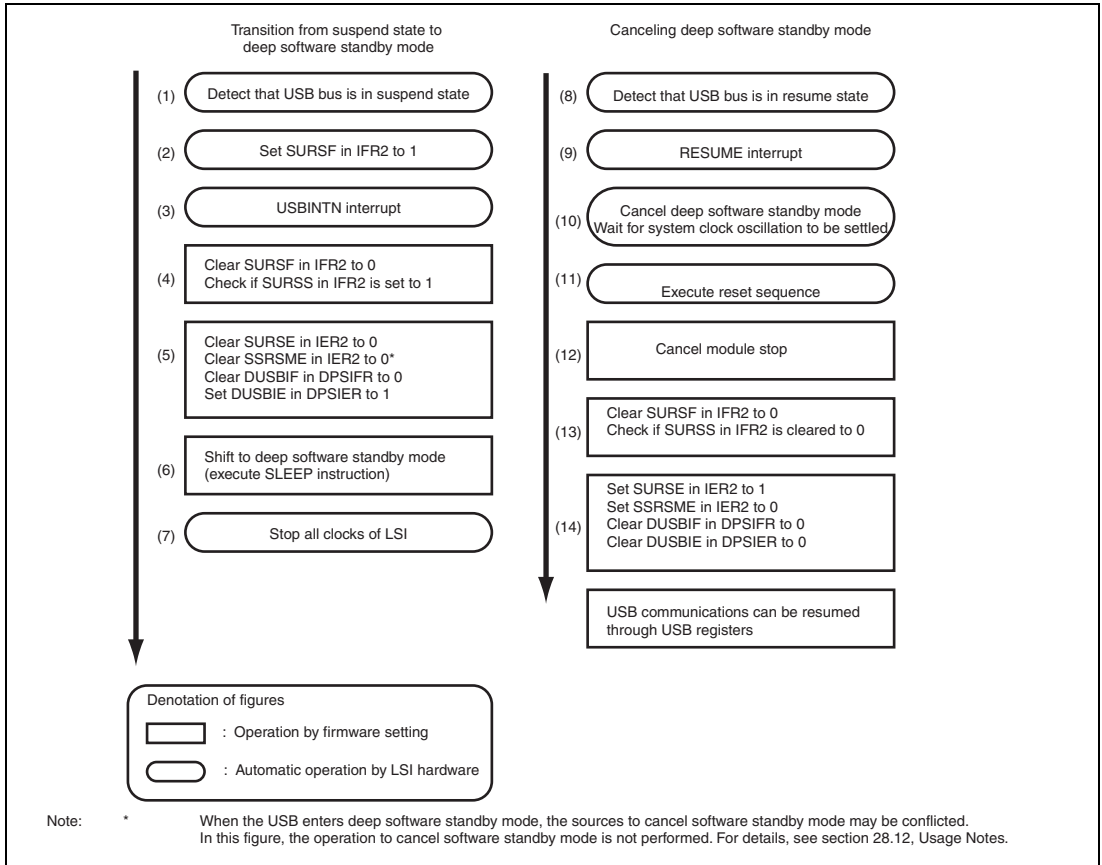 Transition from suspend state to
deep software standby mode
(1) Detect that USB bus is in suspend state
(2) Set SURSF in IFR2 to 1
(3) USBINTN interrupt
(4) Clear SURSF in IFR2 to 0
Check if SURSS in IFR2 is set to 1
(5) Clear SURSE in IER2 to 0
Clear SSRSME in IER2 to 0*
Clear DUSBIF in DPSIFR to 0
Set DUSBIE in DPSIER to 1
(6) Shift to deep software standby mode
(execute SLEEP instruction)
(7) Stop all clocks of LSI
Canceling deep software standby mode
(8) Detect that USB bus is in resume state
(9) RESUME interrupt
(10) Cancel deep software standby mode
Wait for system clock oscillation to be settled
(11) Execute reset sequence
(12) Cancel module stop
(13) Clear SURSF in IFR2 to 0
Check if SURSS in IFR2 is cleared to 0
(14) Set SURSE in IER2 to 1
Set SSRSME in IER2 to 0
Clear DUSBIF in DPSIFR to 0
Clear DUSBIE in DPSIER to 0
USB communications can be resumed
through USB registers
Denotation of figures
: Operation by firmware setting
: Automatic operation by LSI hardware
Note: * When the USB enters deep software standby mode, the sources to cancel software standby mode may be conflicted.
In this figure, the operation to cancel software standby mode is not performed. For details, see section 28.12, Usage Notes.